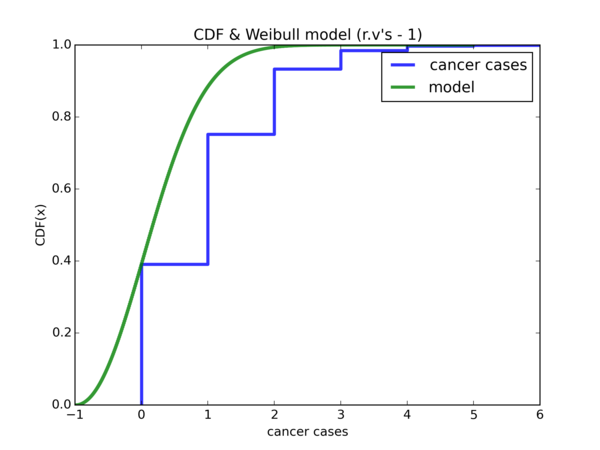 CDF & Weibull model (r.v's - 1)
1.0
0.8
0.6
0.4
0.2
0.0
CDF(x)
cancer cases
model
−1 0 1 2 3 4 5 6
cancer cases